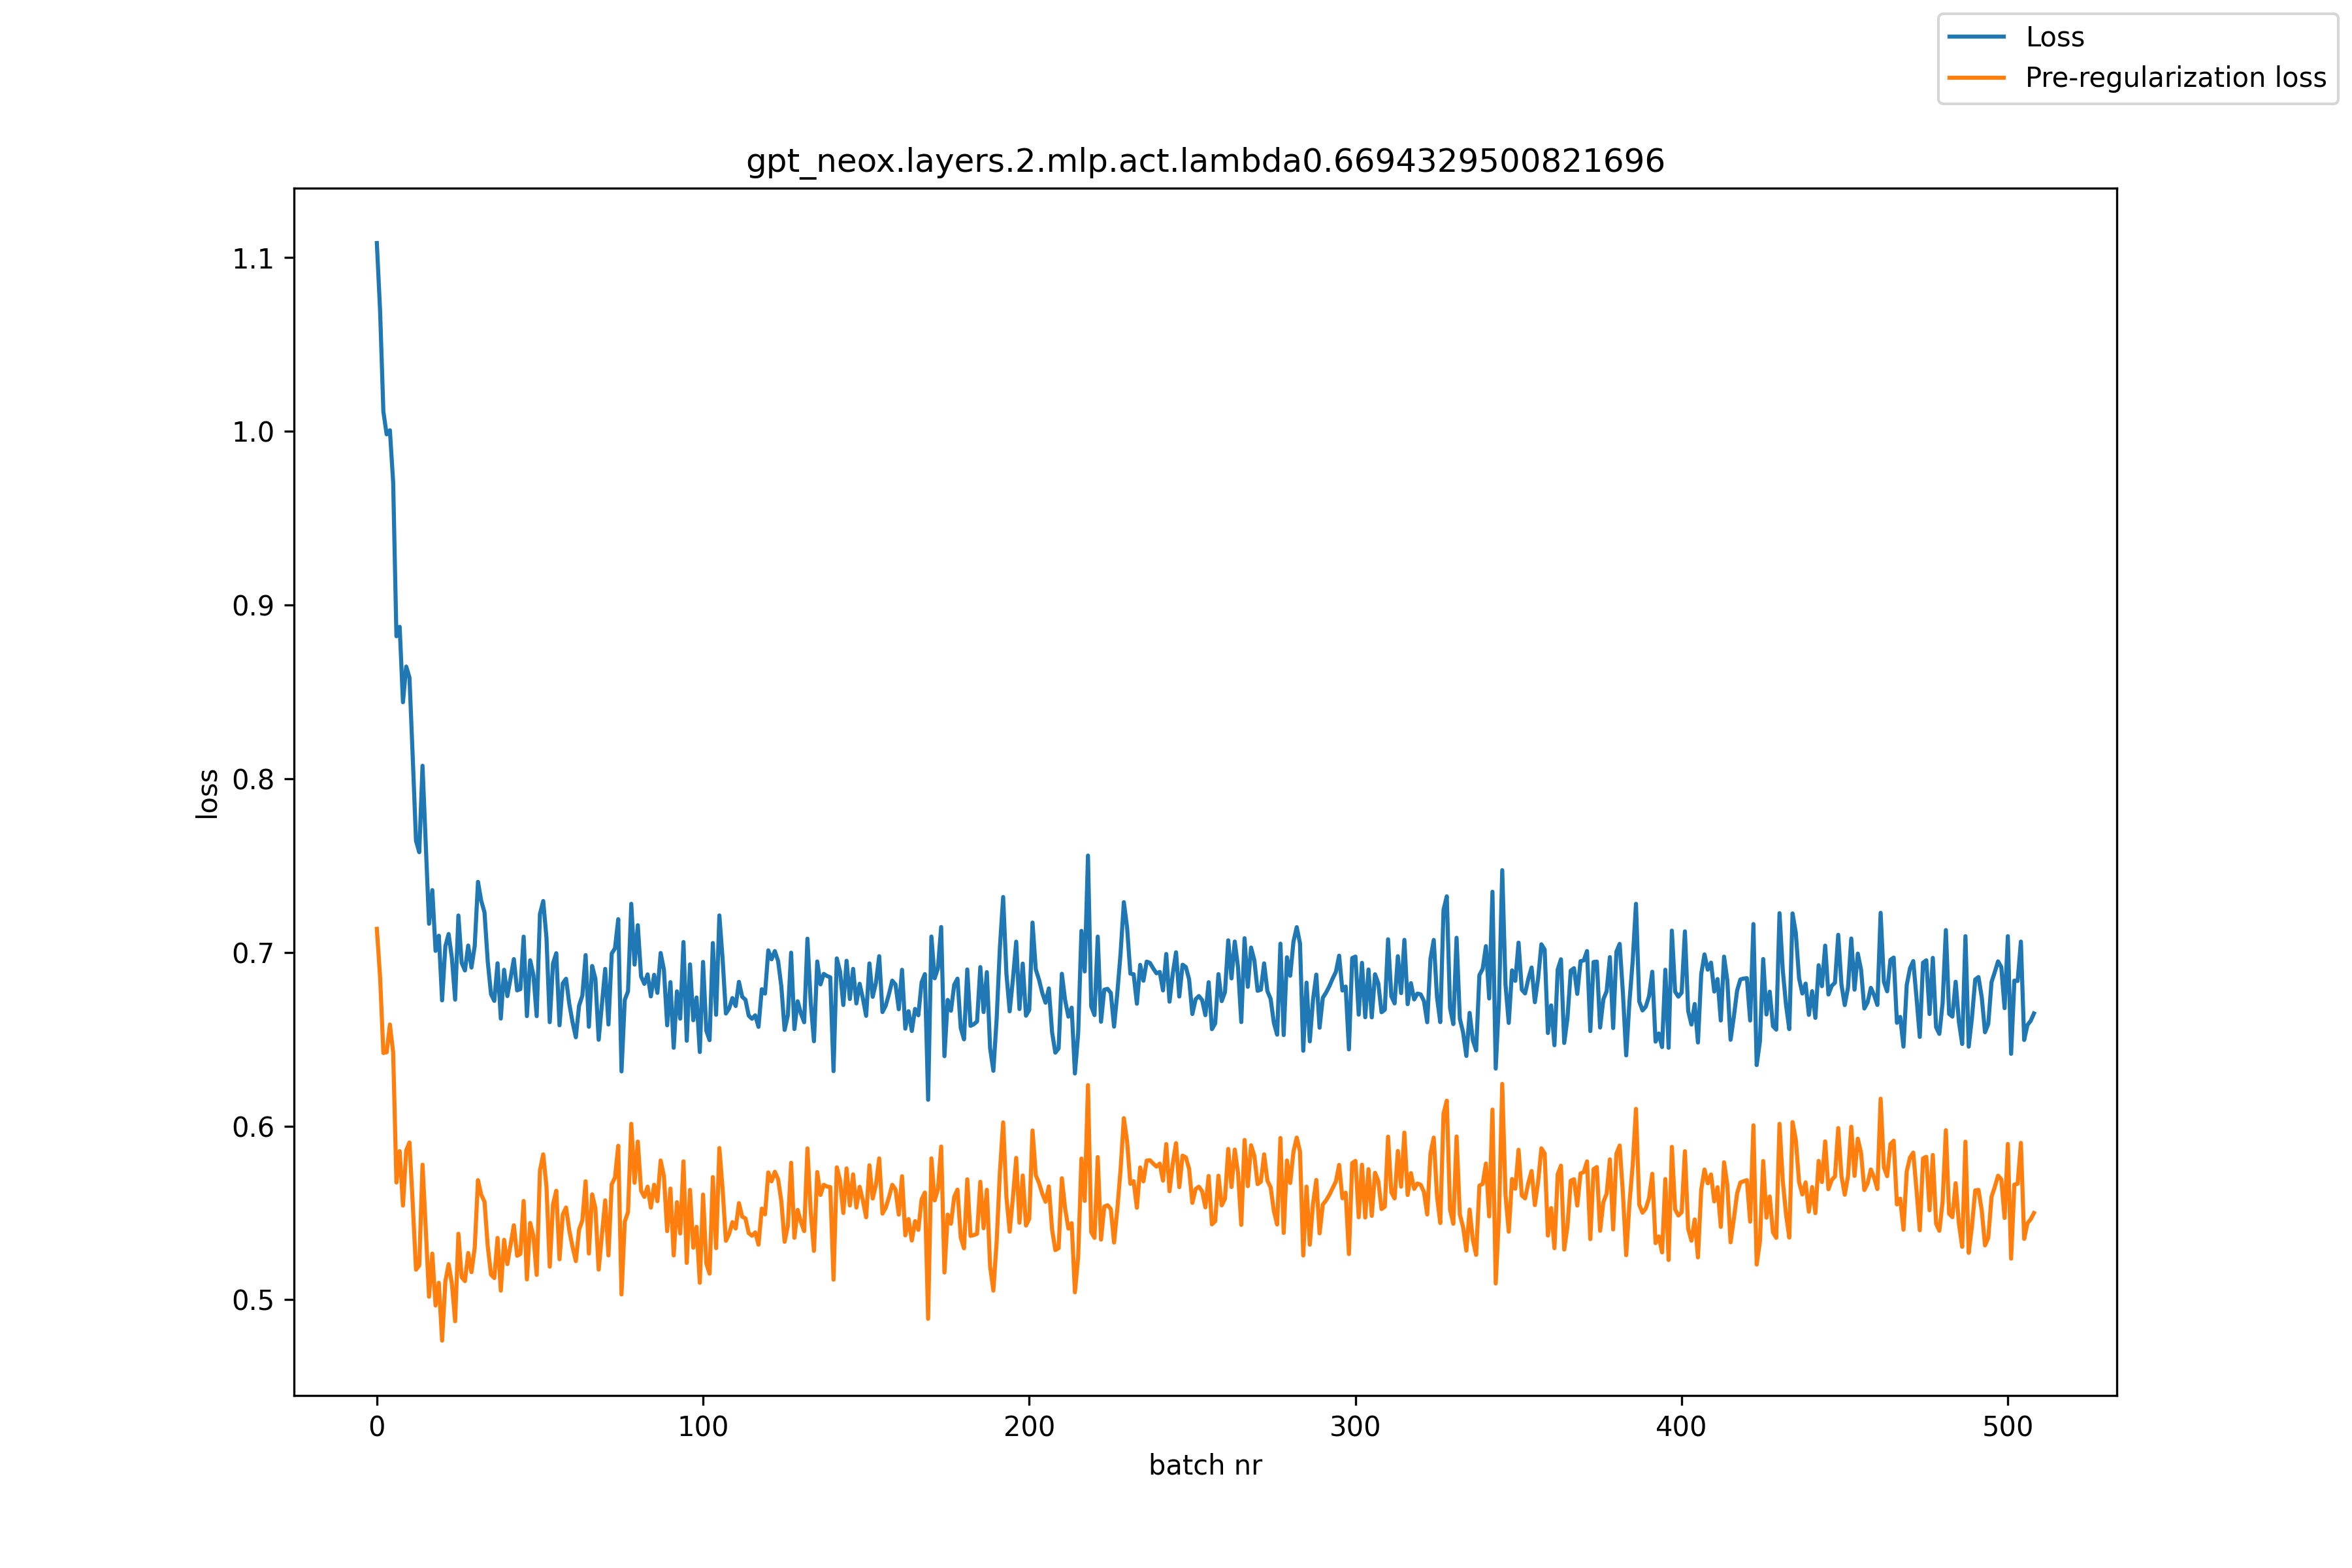 Loss
Pre-regularization loss
gpt_neox.layers.2.mlp.act.lambda0.6694329500821696
1.1
1.0
0.9
0.8
0.7
0.6
0.5
loss
0 100 200 300 400 500
batch nr